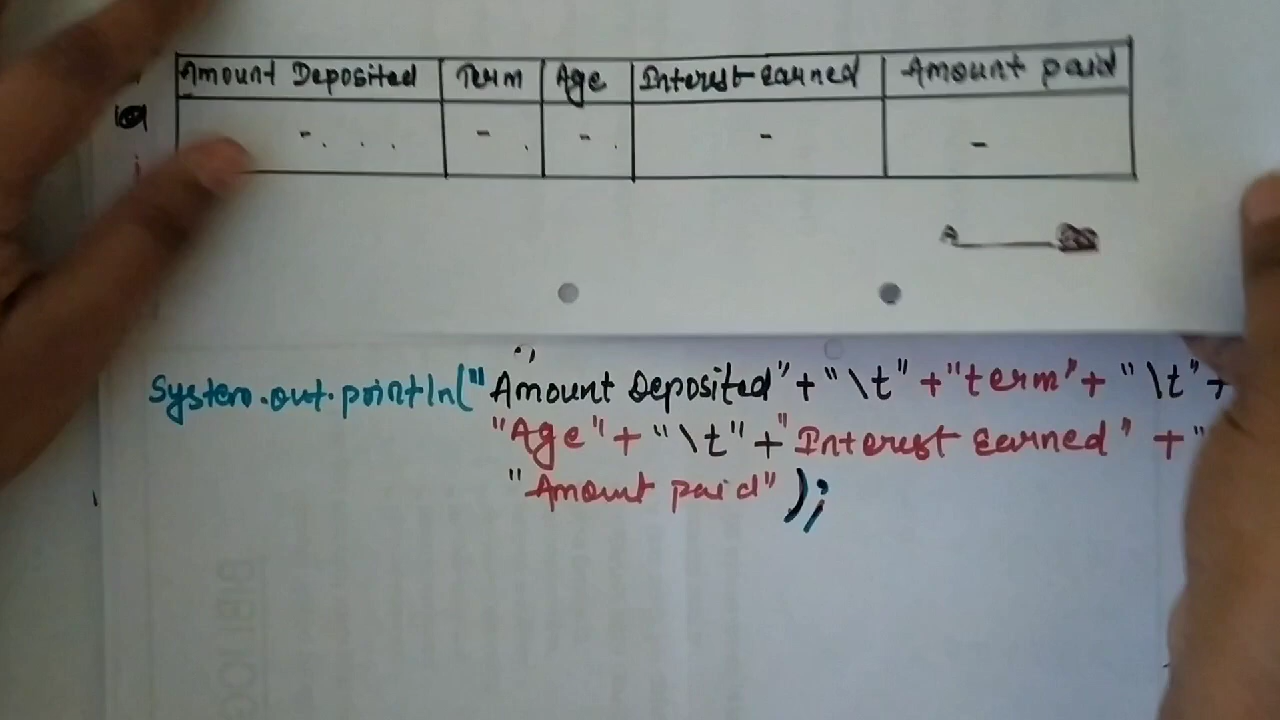 Amount Deposited Term Age Interest earned Amount paid
- - - - -
System.out.println("Amount Deposited"+"\t"+"term"+"\t"+
"Age"+"\t"+"Interest earned"+"
"Amount paid");